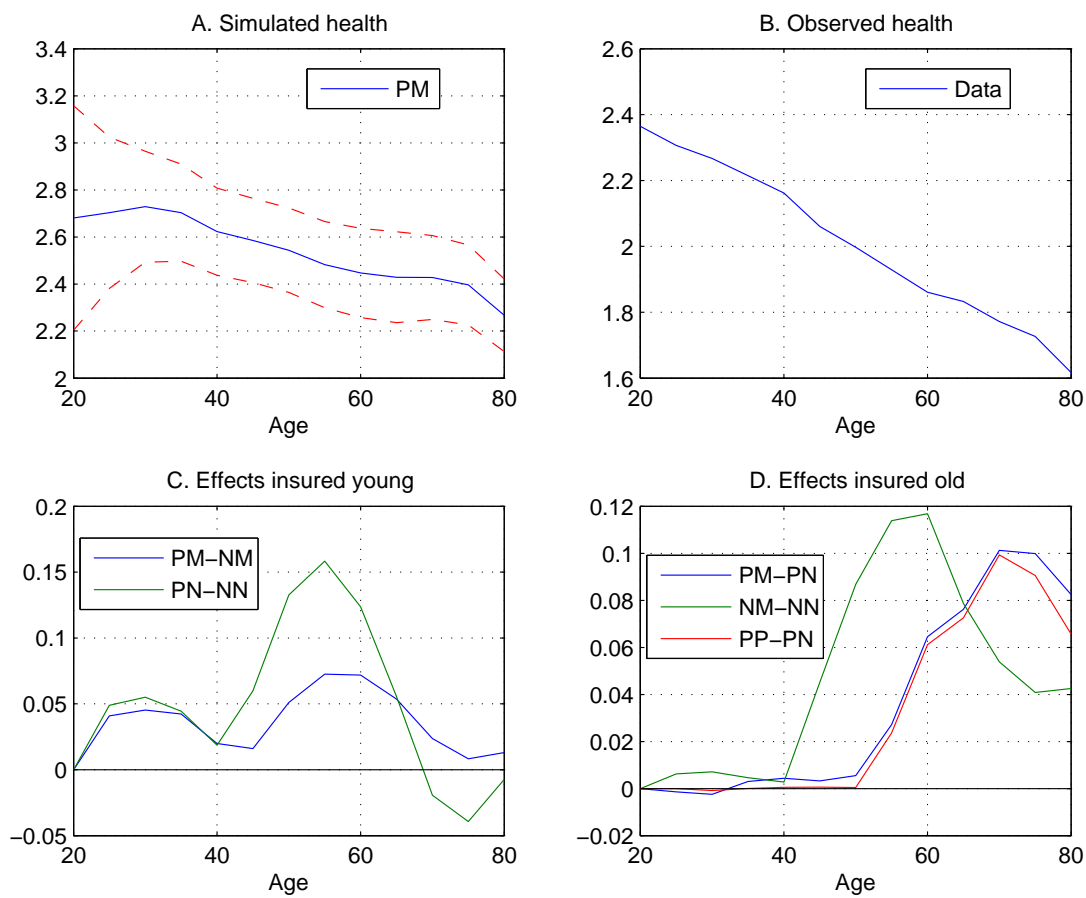 A. Simulated health
3.4
3.2
3
2.8
2.6
2.4
2.2
2
20 40 60 80
Age
PM
B. Observed health
2.6
2.4
2.2
2
1.8
1.6
20 40 60 80
Age
Data
C. Effects insured young
0.2
0.15
0.1
0.05
0
−0.05
20 40 60 80
Age
PM−NM
PN−NN
D. Effects insured old
0.12
0.1
0.08
0.06
0.04
0.02
0
−0.02
20 40 60 80
Age
PM−PN
NM−NN
PP−PN